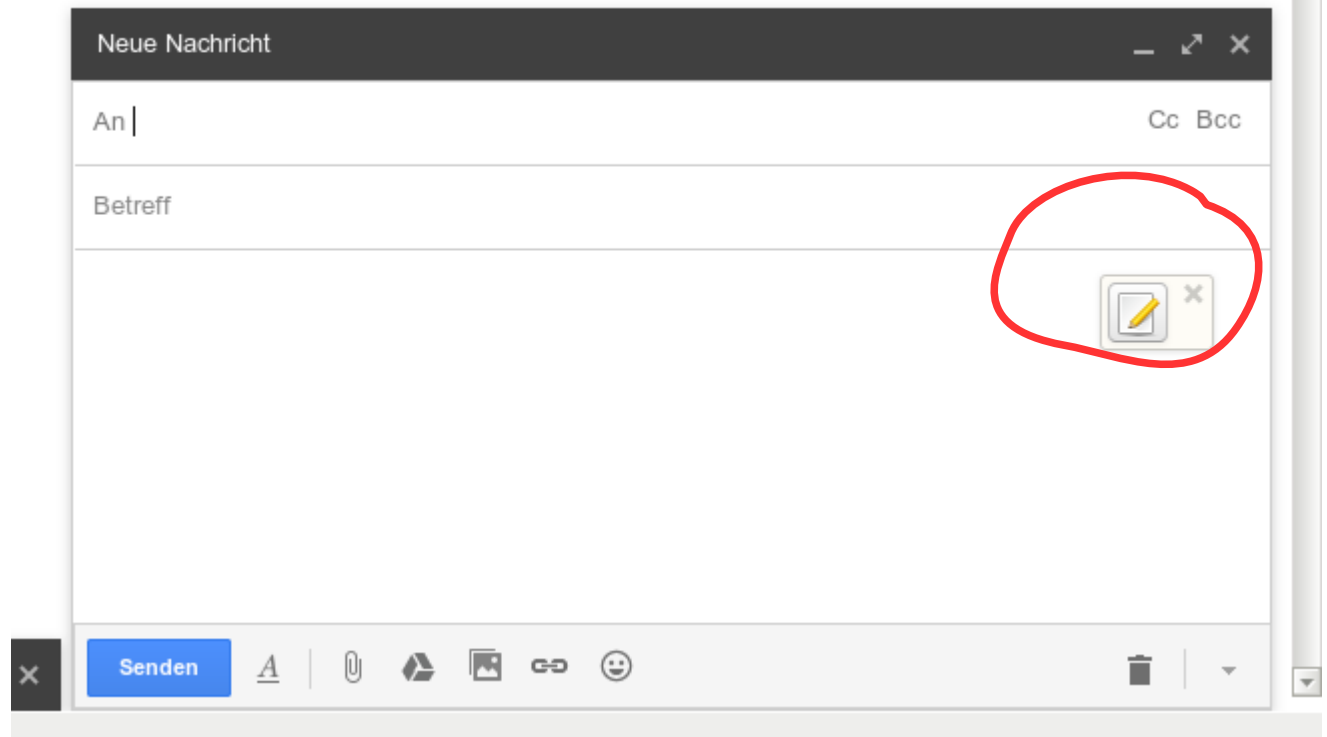 Neue Nachricht
An
Cc Bcc
Betreff
Senden
A